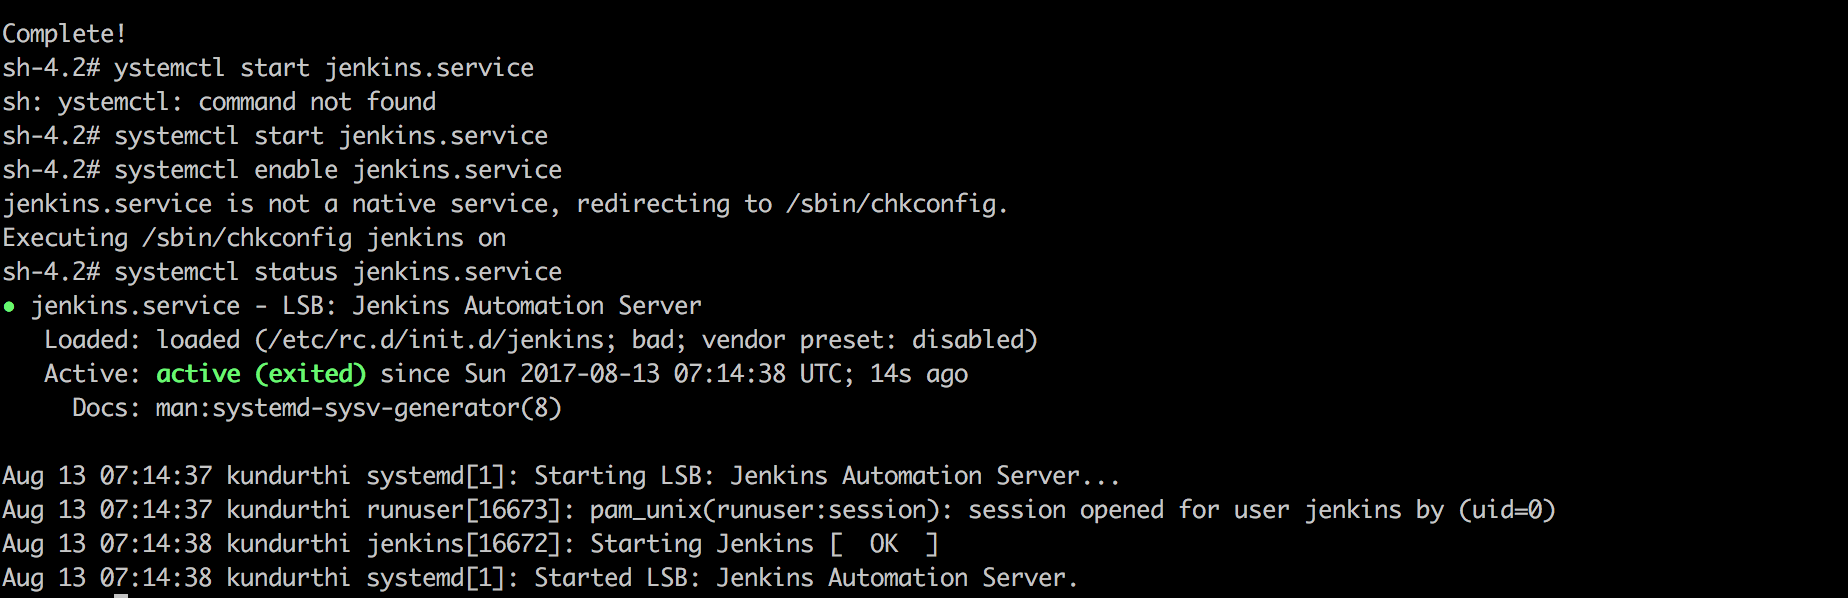 Complete!
sh-4.2# ystemctl start jenkins.service
sh: ystemctl: command not found
sh-4.2# systemctl start jenkins.service
sh-4.2# systemctl enable jenkins.service
jenkins.service is not a native service, redirecting to /sbin/chkconfig.
Executing /sbin/chkconfig jenkins on
sh-4.2# systemctl status jenkins.service
● jenkins.service - LSB: Jenkins Automation Server
   Loaded: loaded (/etc/rc.d/init.d/jenkins; bad; vendor preset: disabled)
   Active: active (exited) since Sun 2017-08-13 07:14:38 UTC; 14s ago
     Docs: man:systemd-sysv-generator(8)

Aug 13 07:14:37 kundurthi systemd[1]: Starting LSB: Jenkins Automation Server...
Aug 13 07:14:37 kundurthi runuser[16673]: pam_unix(runuser:session): session opened for user jenkins by (uid=0)
Aug 13 07:14:38 kundurthi jenkins[16672]: Starting Jenkins [  OK  ]
Aug 13 07:14:38 kundurthi systemd[1]: Started LSB: Jenkins Automation Server.